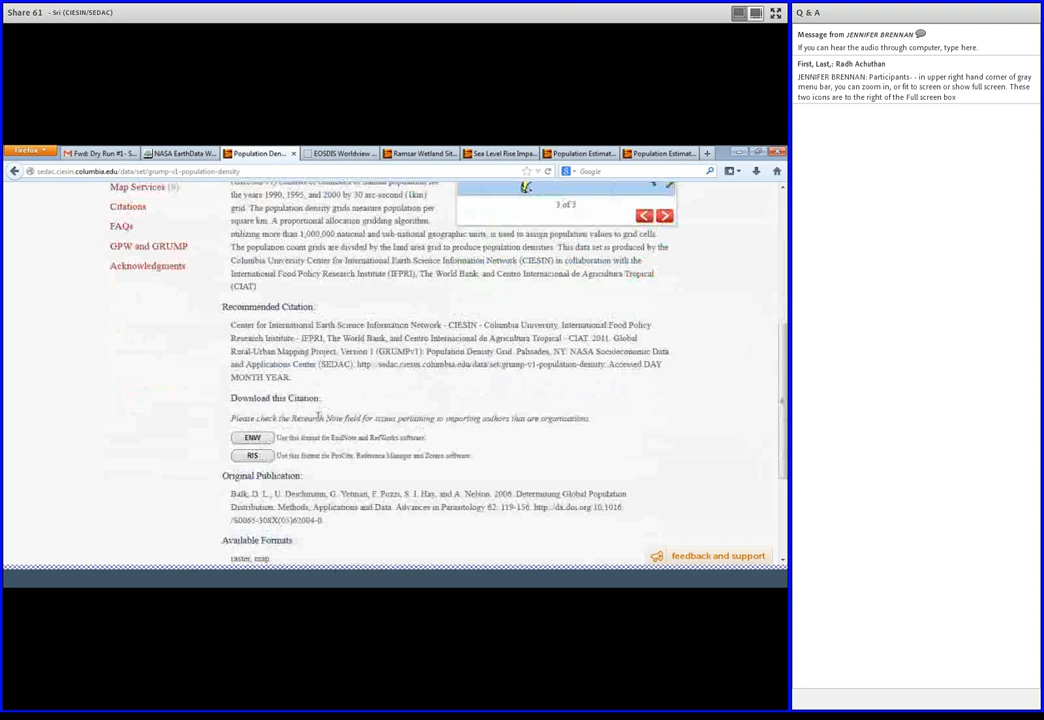 Share 61 - Sri (CIESIN/SEDAC)
Q & A
Message from JENNIFER BRENNAN
If you can hear the audio through computer, type here.
First, Last,: Radh Achuthan
JENNIFER BRENNAN: Participants- - in upper right hand corner of gray
menu bar, you can zoom in, or fit to screen or show full screen. These
two icons are to the right of the Full screen box
Firefox
Fwd: Dry Run #1- S...
NASA EarthData W...
Population Den...
EOSDIS Worldview ...
Ramsar Wetland Sit...
Sea Level Rise Impa...
Population Estimat...
Population Estimat...
sedac.ciesin.columbia.edu/data/set/grump-v1-population-density
Google
Map Services (9)
Citations
FAQs
GPW and GRUMP
Acknowledgments
the years 1990, 1995, and 2000 by 30 arc-second (1km)
grid. The population density grids measure population per
square km. A proportional allocation gridding algorithm,
utilizing more than 1,000,000 national and sub-national geographic units, is used to assign population values to grid cells.
The population count grids are divided by the land area grid to produce population densities. This data set is produced by the
Columbia University Center for International Earth Science Information Network (CIESIN) in collaboration with the
International Food Policy Research Institute (IFPRI), The World Bank, and Centro Internacional de Agricultura Tropical
(CIAT)
3 of 3
Recommended Citation:
Center for International Earth Science Information Network - CIESIN - Columbia University, International Food Policy
Research Institute - IFPRI, The World Bank, and Centro Internacional de Agricultura Tropical - CIAT. 2011. Global
Rural-Urban Mapping Project, Version 1 (GRUMPv1): Population Density Grid. Palisades, NY: NASA Socioeconomic Data
and Applications Center (SEDAC). http://sedac.ciesin.columbia.edu/data/set/grump-v1-population-density. Accessed DAY
MONTH YEAR.
Download this Citation:
Please check the Research Note field for issues pertaining to importing authors that are organizations.
ENW Use this format for EndNote and RefWorks software.
RIS Use this format for ProCite, Reference Manager and Zotero software.
Original Publication:
Balk, D. L., U. Deichmann, G. Yetman, F. Pozzi, S. I. Hay, and A. Nelson. 2006. Determining Global Population
Distribution: Methods, Applications and Data. Advances in Parasitology 62: 119-156. http://dx.doi.org/10.1016
/S0065-308X(05)62004-0.
Available Formats
raster, map
feedback and support